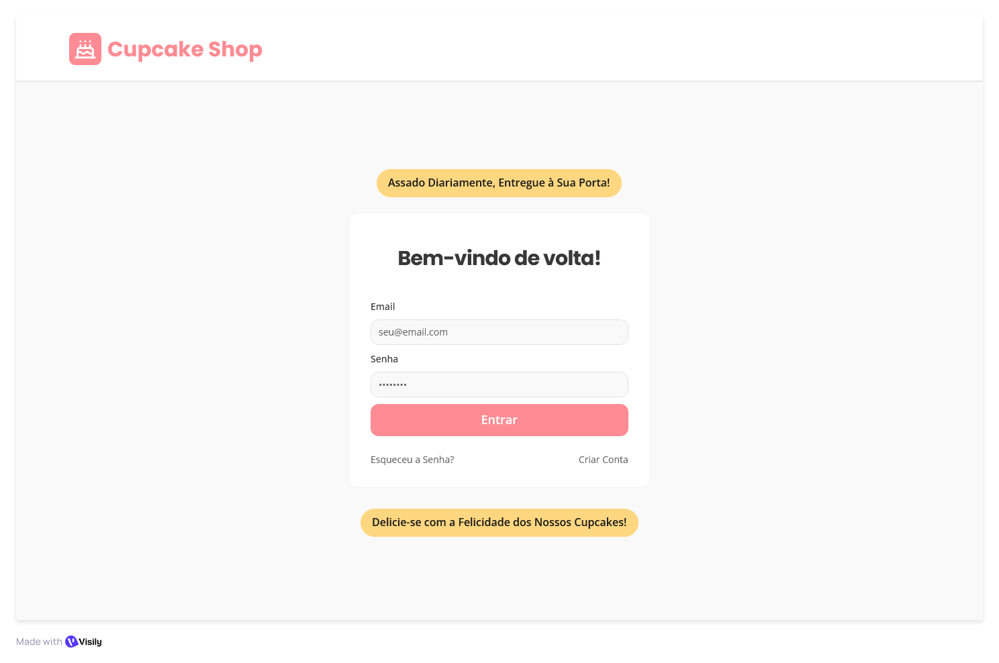 Cupcake Shop
Assado Diariamente, Entregue à Sua Porta!
Bem-vindo de volta!
Email
seu@email.com
Senha
••••••••
Entrar
Esqueceu a Senha? Criar Conta
Delicie-se com a Felicidade dos Nossos Cupcakes!
Made with Visily